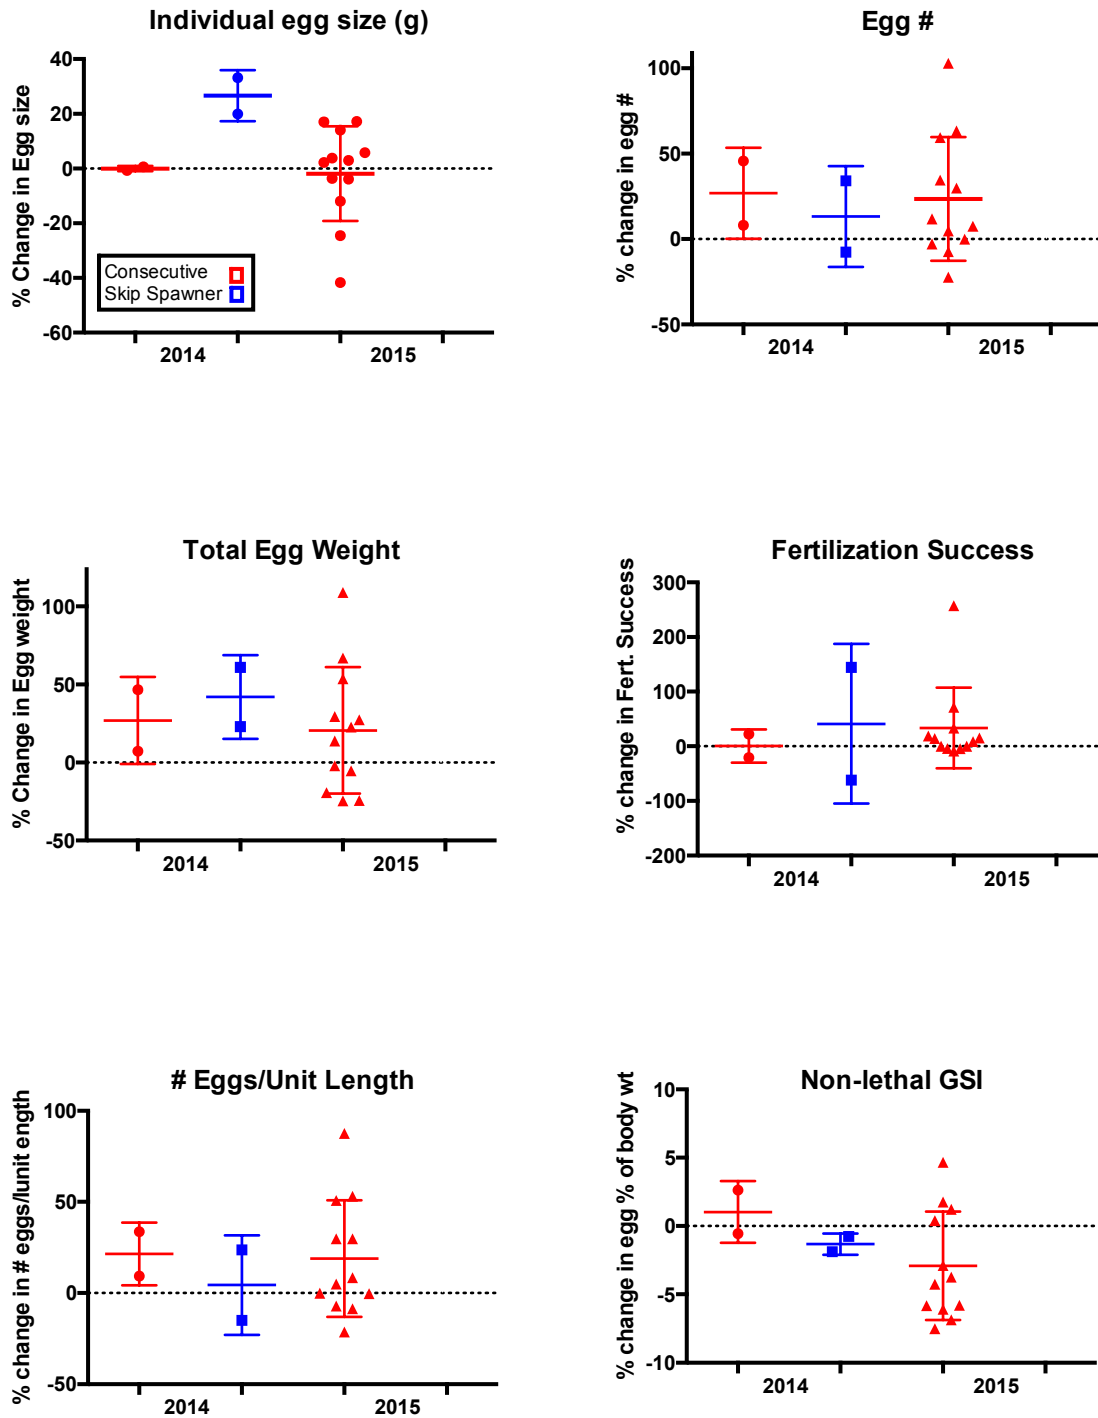 Individual egg size (g)
% Change in Egg size
40
20
0
-20
-40
-60
Consecutive
Skip Spawner
2014
2015
Egg #
% change in egg #
100
50
0
-50
2014
2015
Total Egg Weight
% Change in Egg weight
100
50
0
-50
2014
2015
Fertilization Success
% change in Fert. Success
300
200
100
0
-100
-200
2014
2015
# Eggs/Unit Length
% change in # eggs/lunit ength
100
50
0
-50
2014
2015
Non-lethal GSI
% change in egg % of body wt
10
5
0
-5
-10
2014
2015